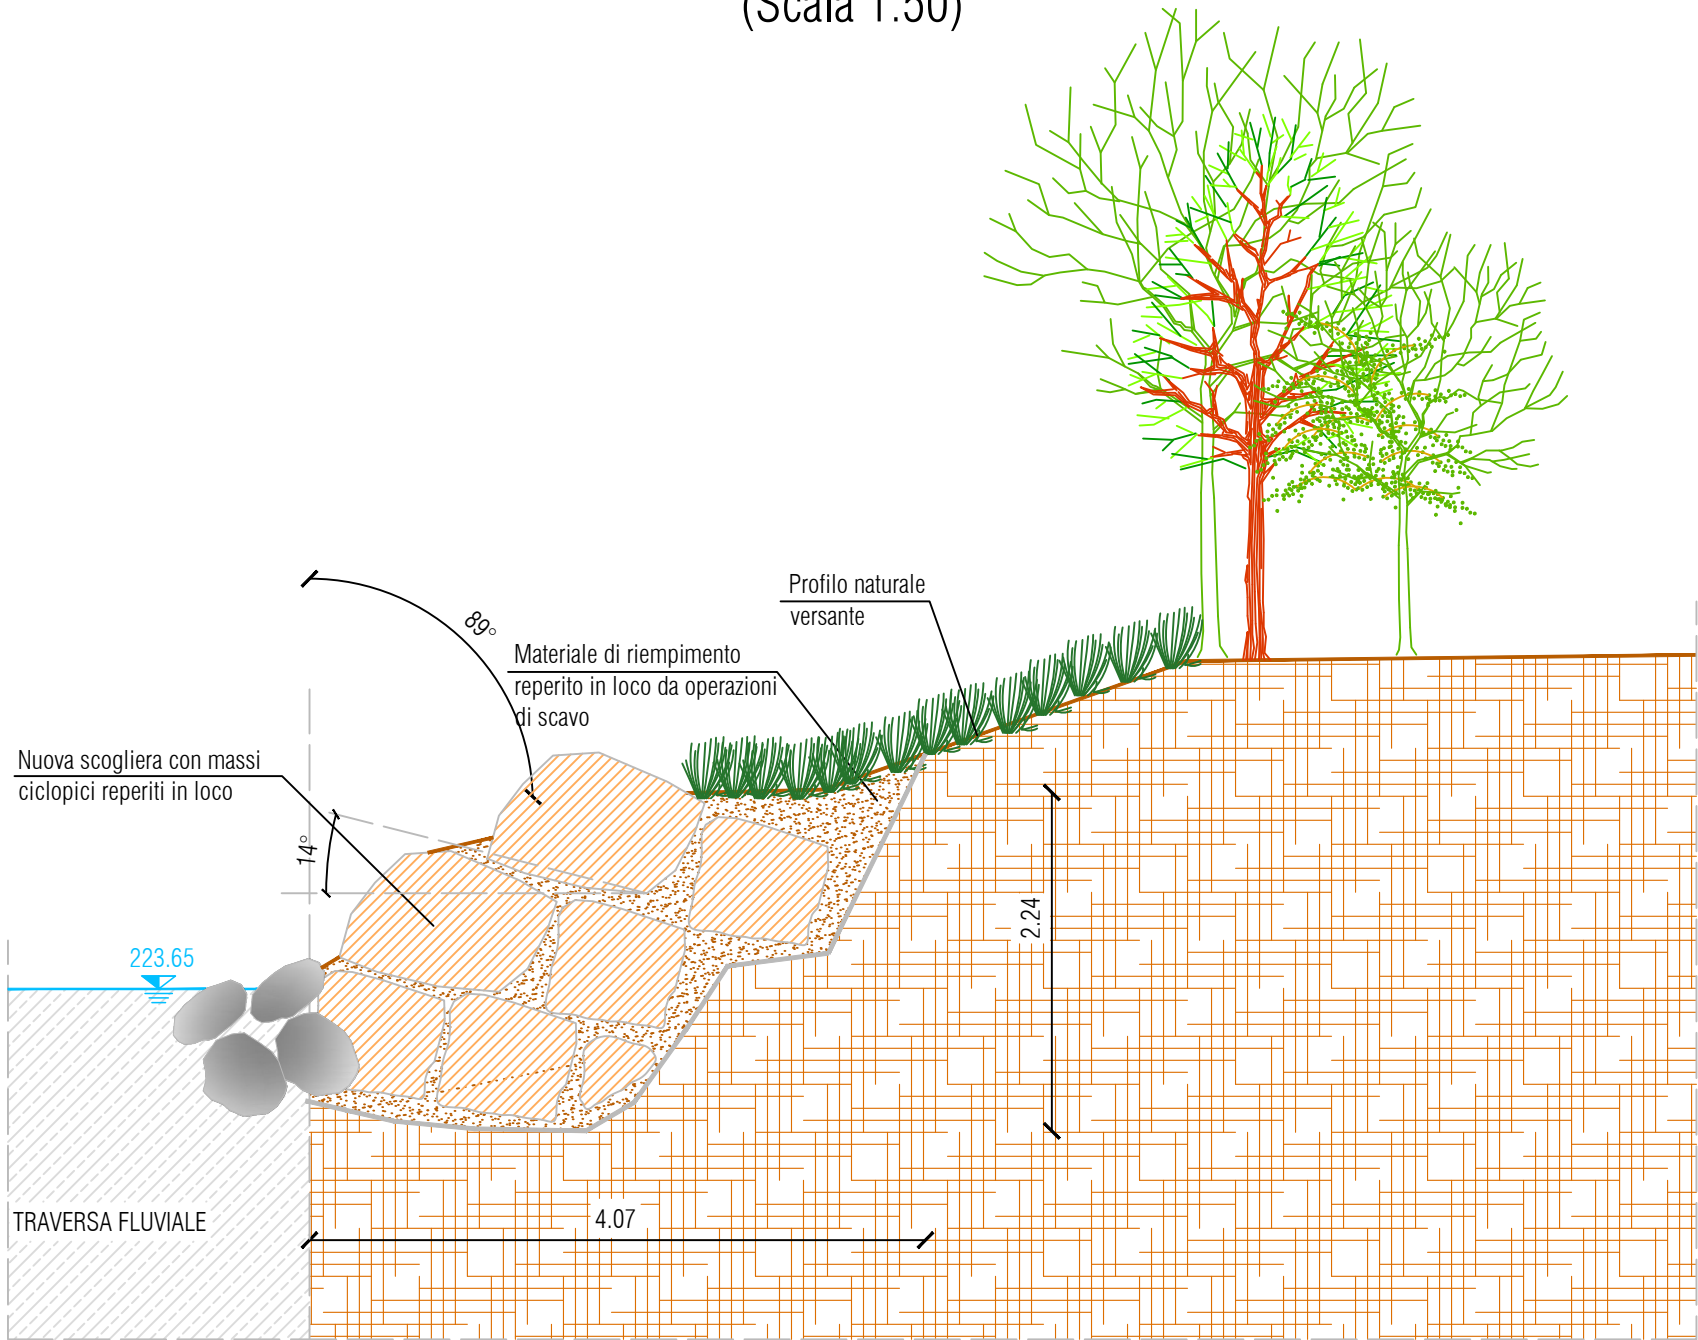 (Scala 1:50)
89°
Profilo naturale
versante
Materiale di riempimento
reperito in loco da operazioni
di scavo
Nuova scogliera con massi
ciclopici reperiti in loco
14°
2.24
223.65
TRAVERSA FLUVIALE
4.07